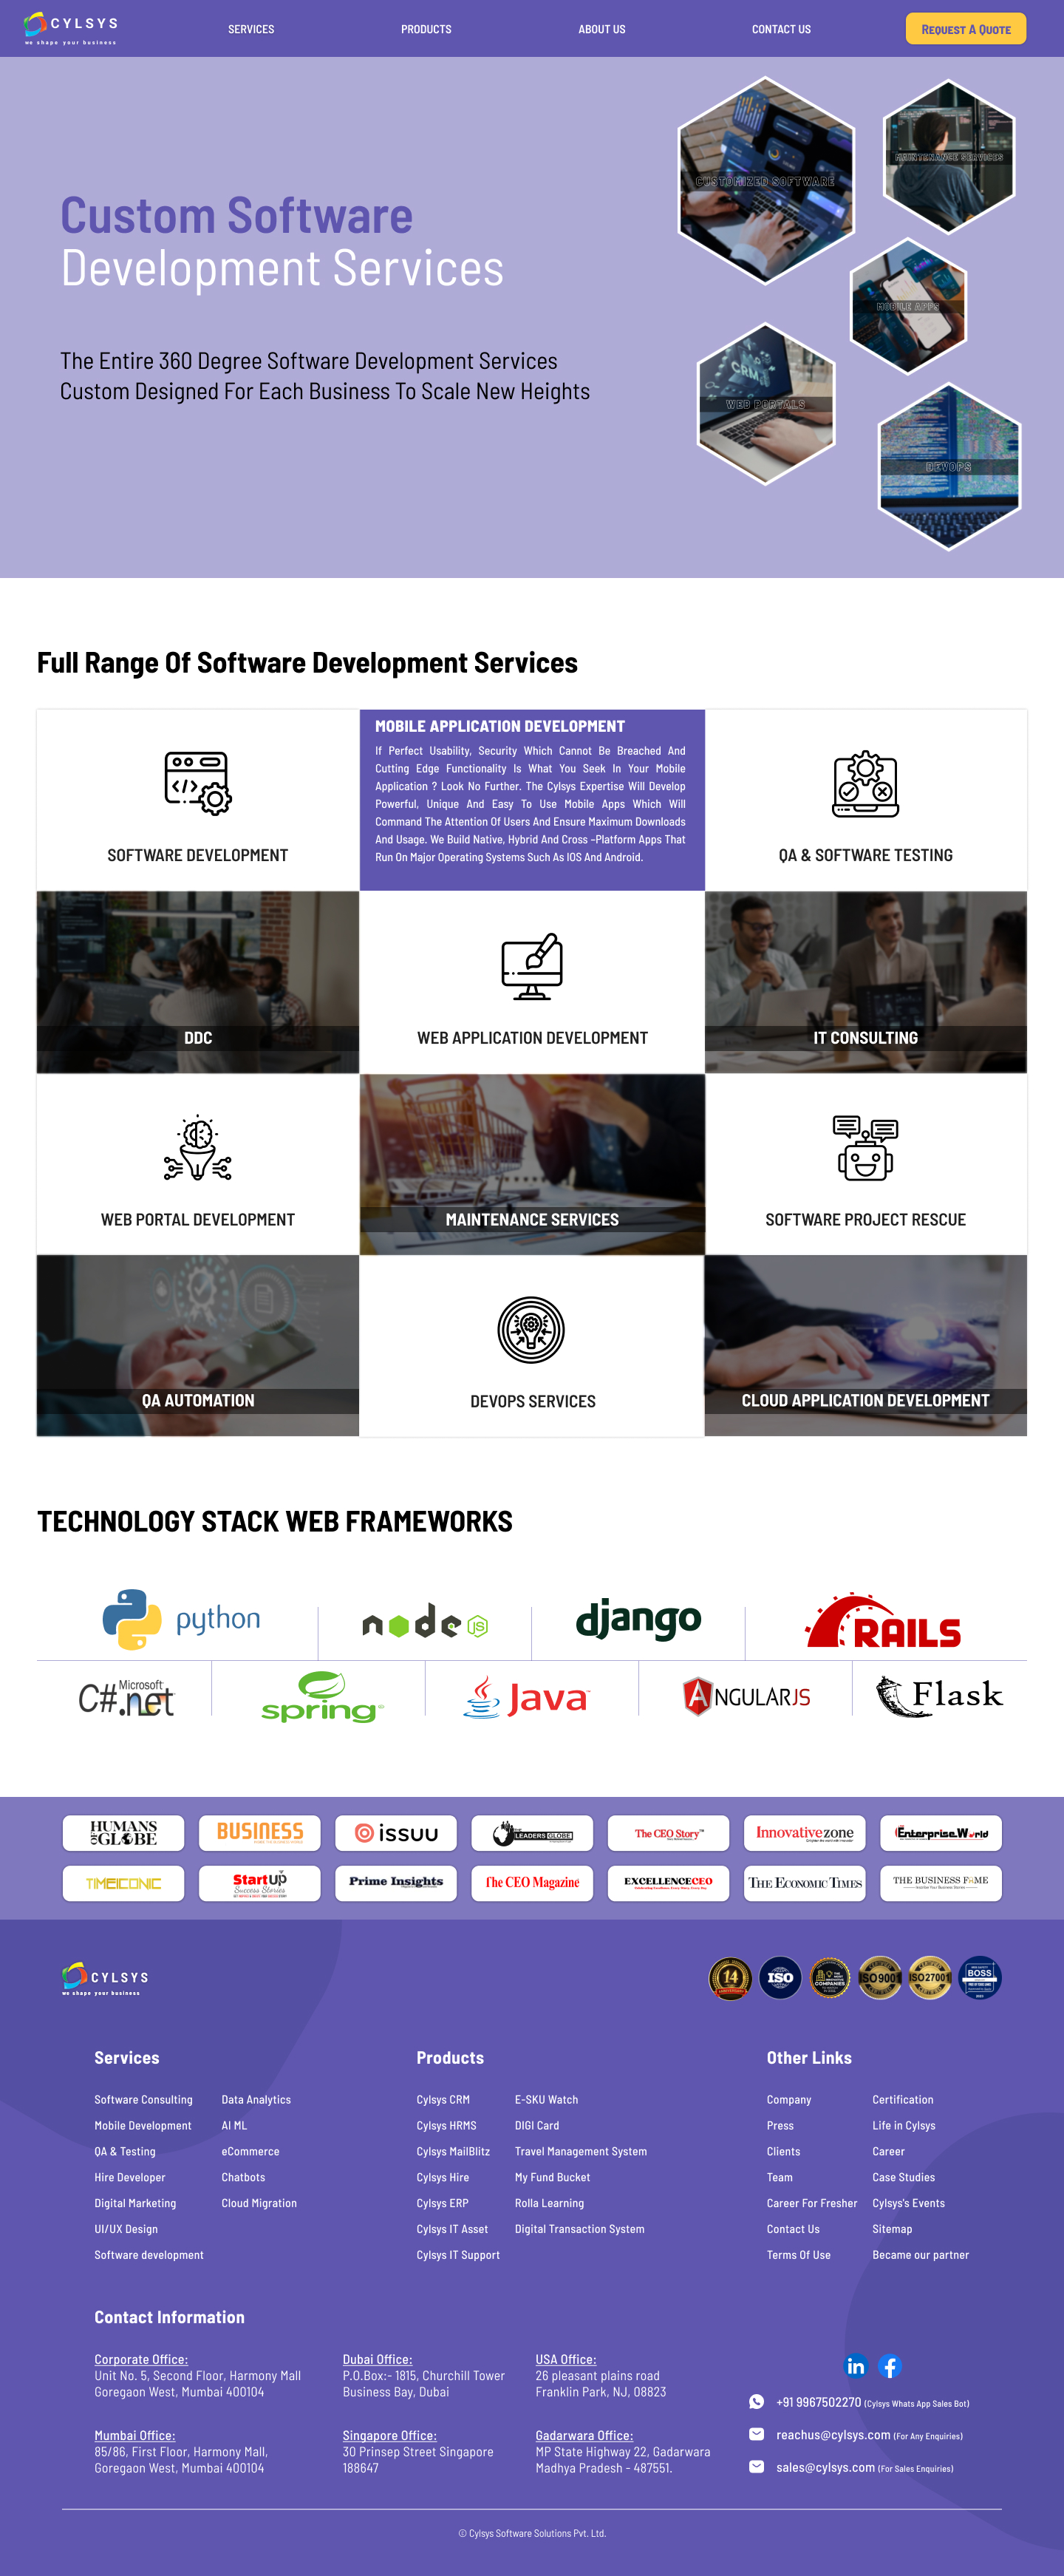 CYLSYS
we shape your business
SERVICES
PRODUCTS
ABOUT US
CONTACT US
Request A Quote
Custom Software
Development Services
The Entire 360 Degree Software Development Services
Custom Designed For Each Business To Scale New Heights
CUSTOMIZED SOFTWARE
MAINTENANCE SERVICES
MOBILE APPS
CRM
WEB PORTALS
DEVOPS
Full Range Of Software Development Services
SOFTWARE DEVELOPMENT
MOBILE APPLICATION DEVELOPMENT
If Perfect Usability, Security Which Cannot Be Breached And
Cutting Edge Functionality Is What You Seek In Your Mobile
Application ? Look No Further. The Cylsys Expertise Will Develop
Powerful, Unique And Easy To Use Mobile Apps Which Will
Command The Attention Of Users And Ensure Maximum Downloads
And Usage. We Build Native, Hybrid And Cross –Platform Apps That
Run On Major Operating Systems Such As IOS And Android.
QA & SOFTWARE TESTING
DDC
WEB APPLICATION DEVELOPMENT
IT CONSULTING
WEB PORTAL DEVELOPMENT
MAINTENANCE SERVICES
SOFTWARE PROJECT RESCUE
QA AUTOMATION
DEVOPS SERVICES
CLOUD APPLICATION DEVELOPMENT
TECHNOLOGY STACK WEB FRAMEWORKS
python
node JS
django
RAILS
Microsoft
C#.net
spring
Java
ANGULARJS
Flask
HUMANS
OF GLOBE
BUSINESS
issuu
LEADERS GLOBE
The CEO Story
Innovativezone
Enterprise World
TIMEICONIC
StartUp
Success Stories
Prime Insights
The CEO Magazine
EXCELLENCECEO
THE ECONOMIC TIMES
THE BUSINESS FAME
CYLSYS
we shape your business
14
ANNIVERSARY
ISO
COMPANIES
ISO9001
ISO27001
BOSS
Services
Software Consulting
Mobile Development
QA & Testing
Hire Developer
Digital Marketing
UI/UX Design
Software development
Data Analytics
AI ML
eCommerce
Chatbots
Cloud Migration
Products
Cylsys CRM
Cylsys HRMS
Cylsys MailBlitz
Cylsys Hire
Cylsys ERP
Cylsys IT Asset
Cylsys IT Support
E-SKU Watch
DIGI Card
Travel Management System
My Fund Bucket
Rolla Learning
Digital Transaction System
Other Links
Company
Press
Clients
Team
Career For Fresher
Contact Us
Terms Of Use
Certification
Life in Cylsys
Career
Case Studies
Cylsys's Events
Sitemap
Became our partner
Contact Information
Corporate Office:
Unit No. 5, Second Floor, Harmony Mall
Goregaon West, Mumbai 400104
Dubai Office:
P.O.Box:- 1815, Churchill Tower
Business Bay, Dubai
USA Office:
26 pleasant plains road
Franklin Park, NJ, 08823
Mumbai Office:
85/86, First Floor, Harmony Mall,
Goregaon West, Mumbai 400104
Singapore Office:
30 Prinsep Street Singapore
188647
Gadarwara Office:
MP State Highway 22, Gadarwara
Madhya Pradesh – 487551.
in
+91 9967502270 (Cylsys Whats App Sales Bot)
reachus@cylsys.com (For Any Enquiries)
sales@cylsys.com (For Sales Enquiries)
© Cylsys Software Solutions Pvt. Ltd.